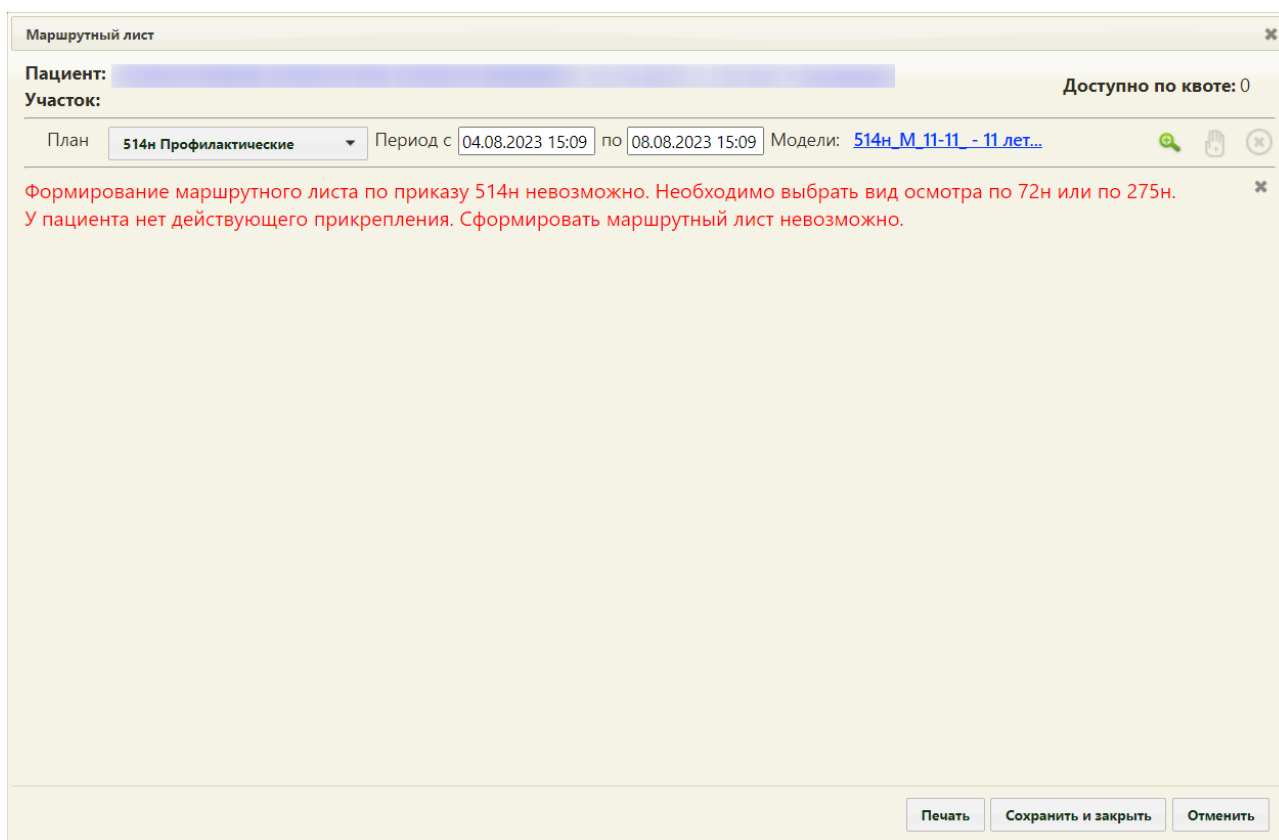 Маршрутный лист
Пациент:
Участок:
Доступно по квоте: 0
План 514н Профилактические Период с 04.08.2023 15:09 по 08.08.2023 15:09 Модели: 514н_М_11-11_ - 11 лет...
Формирование маршрутного листа по приказу 514н невозможно. Необходимо выбрать вид осмотра по 72н или по 275н.
У пациента нет действующего прикрепления. Сформировать маршрутный лист невозможно.
Печать Сохранить и закрыть Отменить